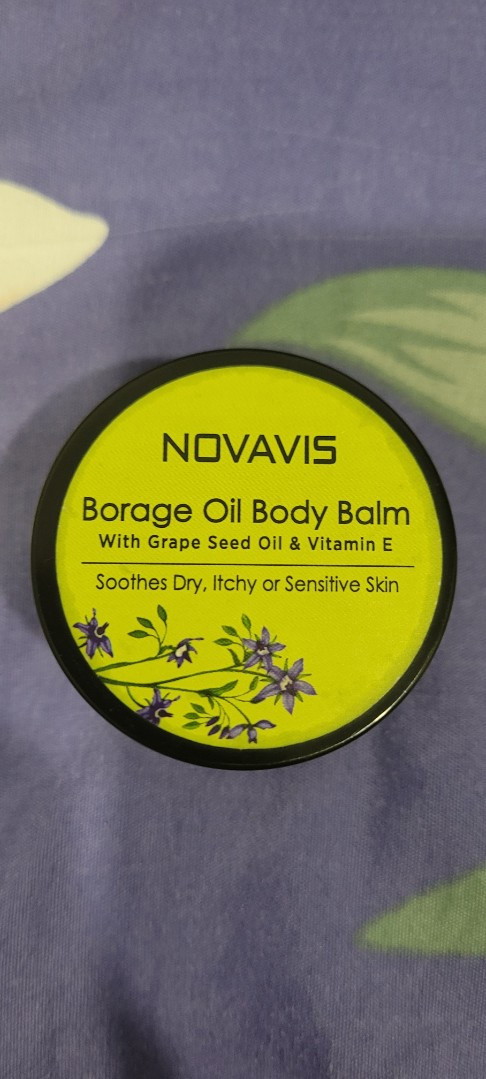 NOVAVIS
Borage Oil Body Balm
With Grape Seed Oil & Vitamin E
Soothes Dry, Itchy or Sensitive Skin